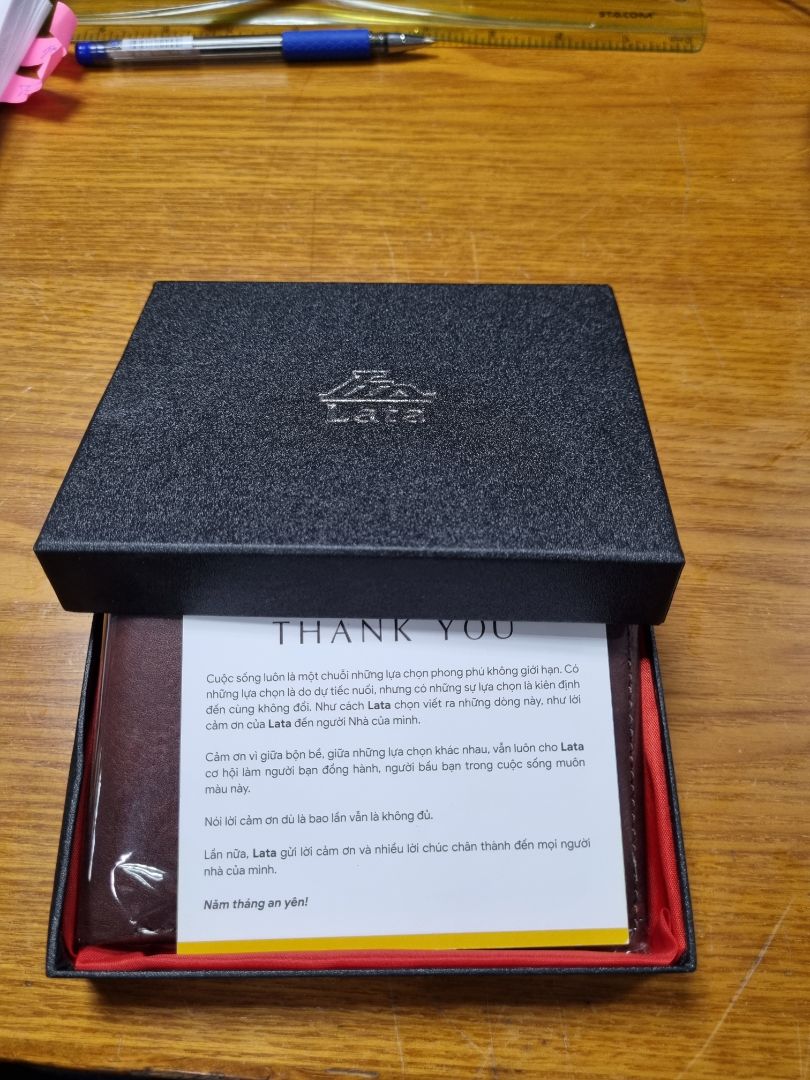 Lata
THANK YOU
Cuộc sống luôn là một chuỗi những lựa chọn phong phú không giới hạn. Có
những lựa chọn là do dự tiếc nuối, nhưng có những sự lựa chọn là kiên định
đến cùng không đổi. Như cách Lata chọn viết ra những dòng này, như lời
cảm ơn của Lata đến người Nhà của mình.
Cảm ơn vì giữa bộn bề, giữa những lựa chọn khác nhau, vẫn luôn cho Lata
cơ hội làm người bạn đồng hành, người bầu bạn trong cuộc sống muôn
màu này.
Nói lời cảm ơn dù là bao lần vẫn là không đủ.
Lần nữa, Lata gửi lời cảm ơn và nhiều lời chúc chân thành đến mọi người
nhà của mình.
Năm tháng an yên!